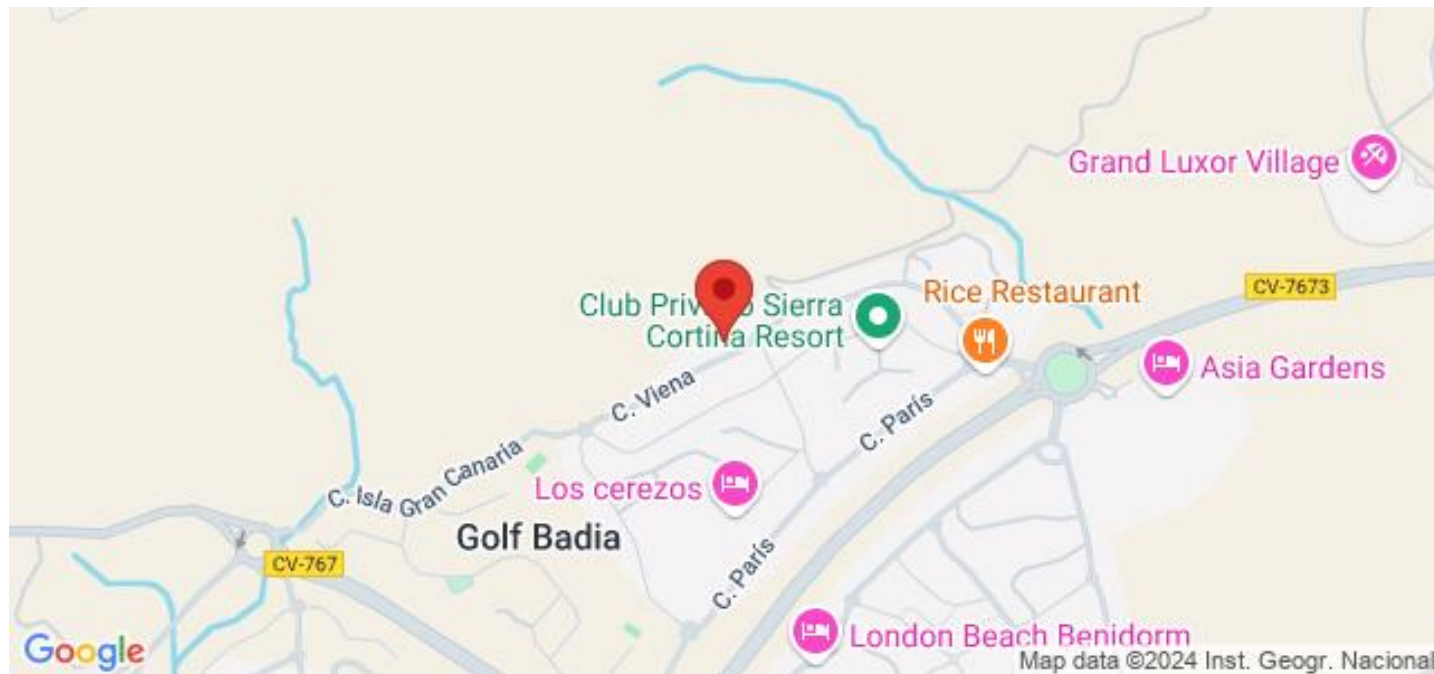 Grand Luxor Village
CV-7673
Rice Restaurant
Club Privado Sierra
Cortina Resort
Asia Gardens
C. Viena
C. París
C. Isla Gran Canaria
Los cerezos
Golf Badia
CV-767
C. París
London Beach Benidorm
Google
Map data ©2024 Inst. Geogr. Nacional